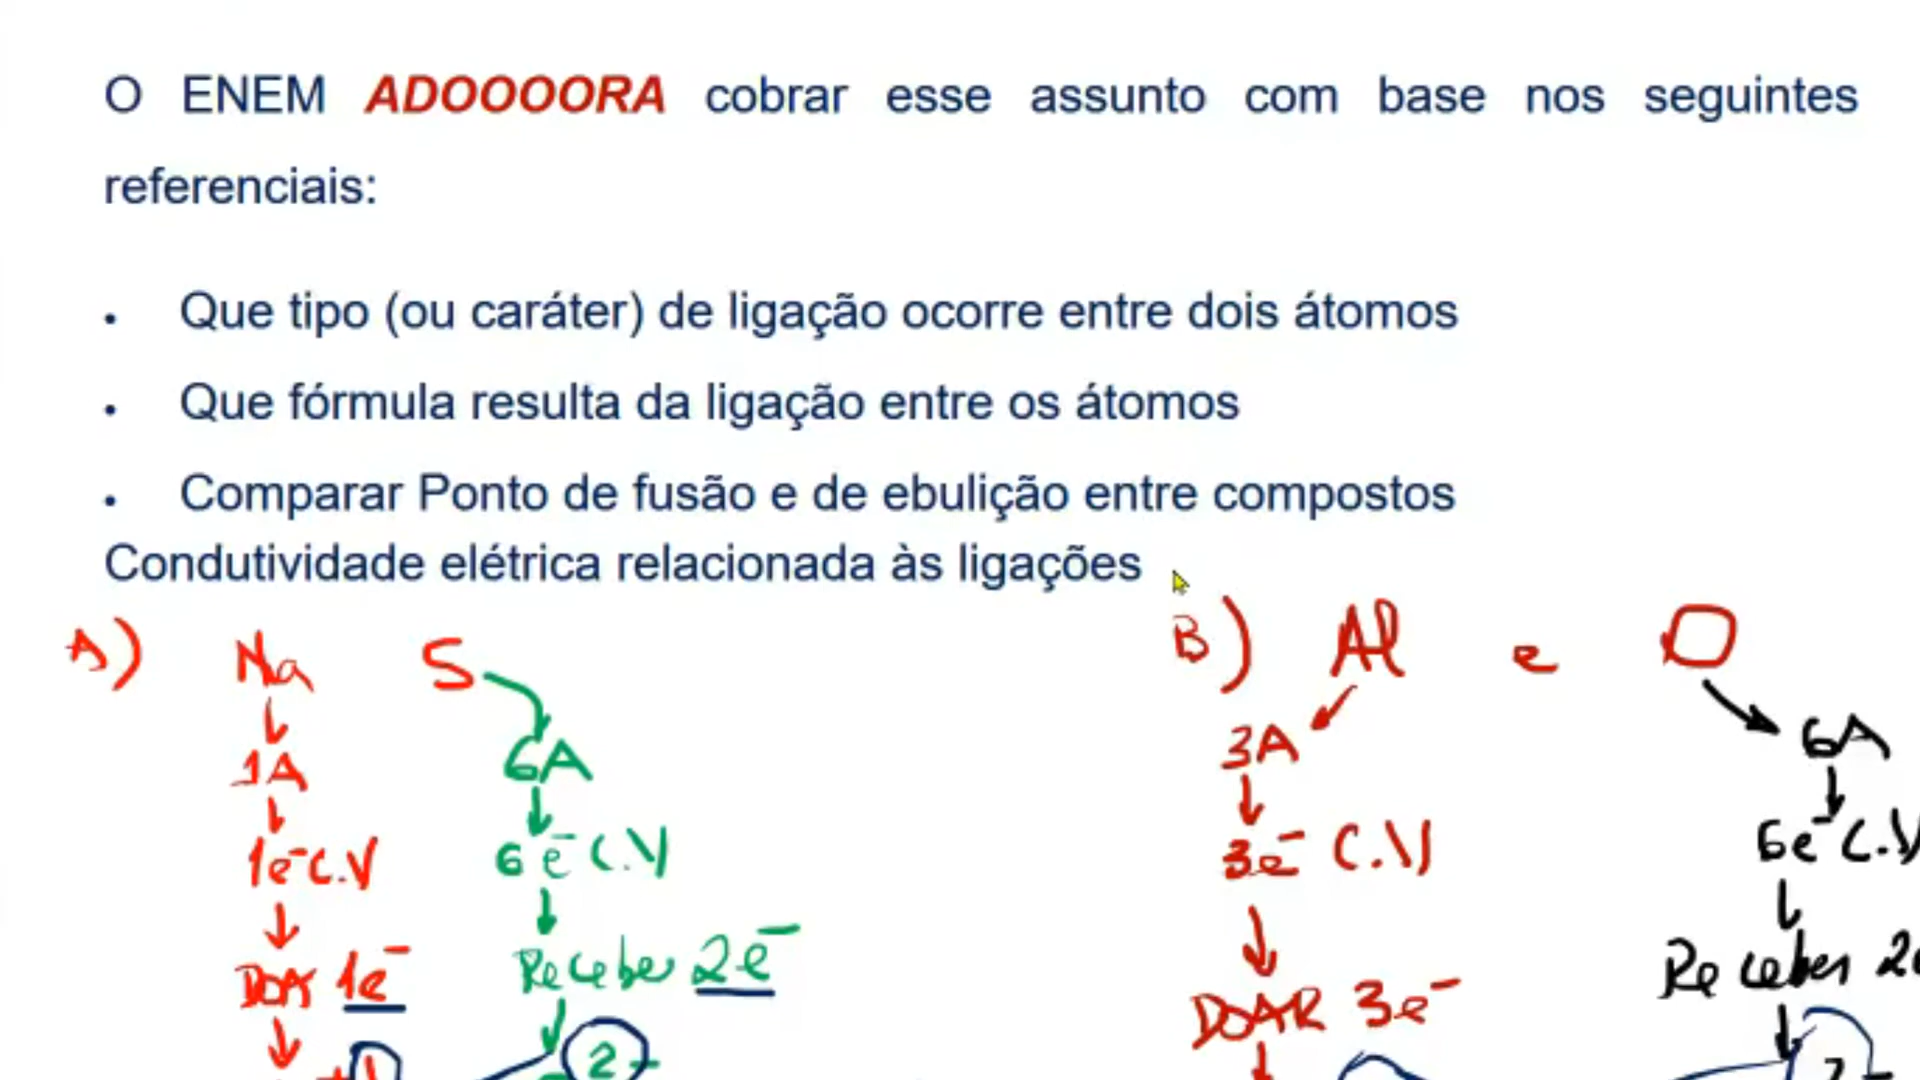 O ENEM ADOOOORA cobrar esse assunto com base nos seguintes
referenciais:
• Que tipo (ou caráter) de ligação ocorre entre dois átomos
• Que fórmula resulta da ligação entre os átomos
• Comparar Ponto de fusão e de ebulição entre compostos
Condutividade elétrica relacionada às ligações
A) Na S
6A
1A
1e⁻ C.V
6e⁻ C.V
DOAR 1e⁻
Receber 2e⁻
2-
B) Al e O
3A
6A
3e⁻ C.V
6e⁻ C.V
DOAR 3e⁻
Receber 2e